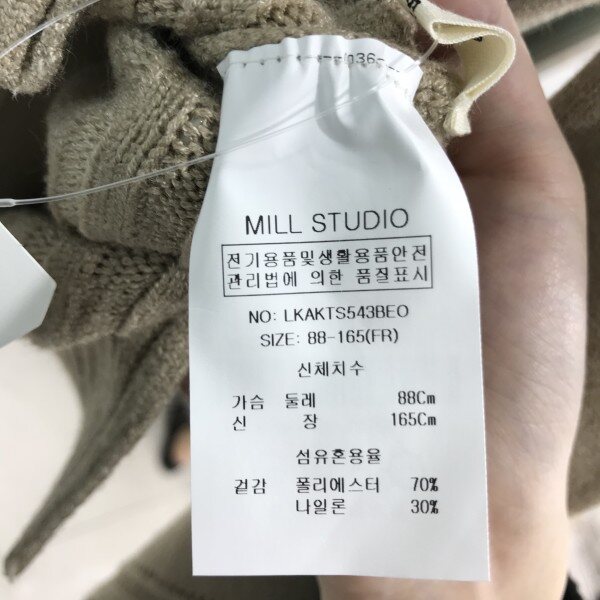 MILL STUDIO
전기용품및생활용품안전
관리법에 의한 품질표시
NO: LKAKTS543BEO
SIZE: 88-165(FR)
신체치수
가슴 둘레 88Cm
신 장 165Cm
섬유혼용율
겉감 폴리에스터 70%
나일론 30%